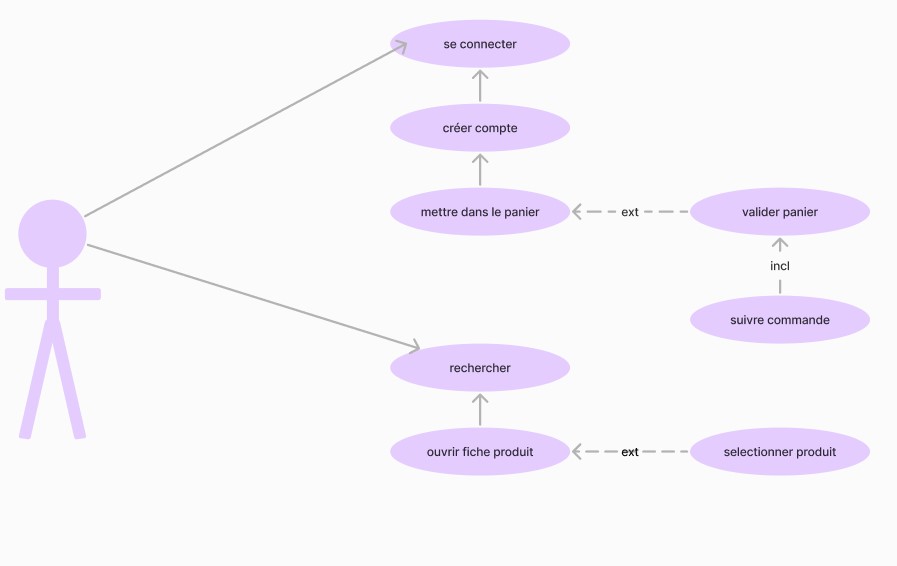 se connecter
créer compte
mettre dans le panier
ext
valider panier
incl
suivre commande
rechercher
ouvrir fiche produit
ext
selectionner produit